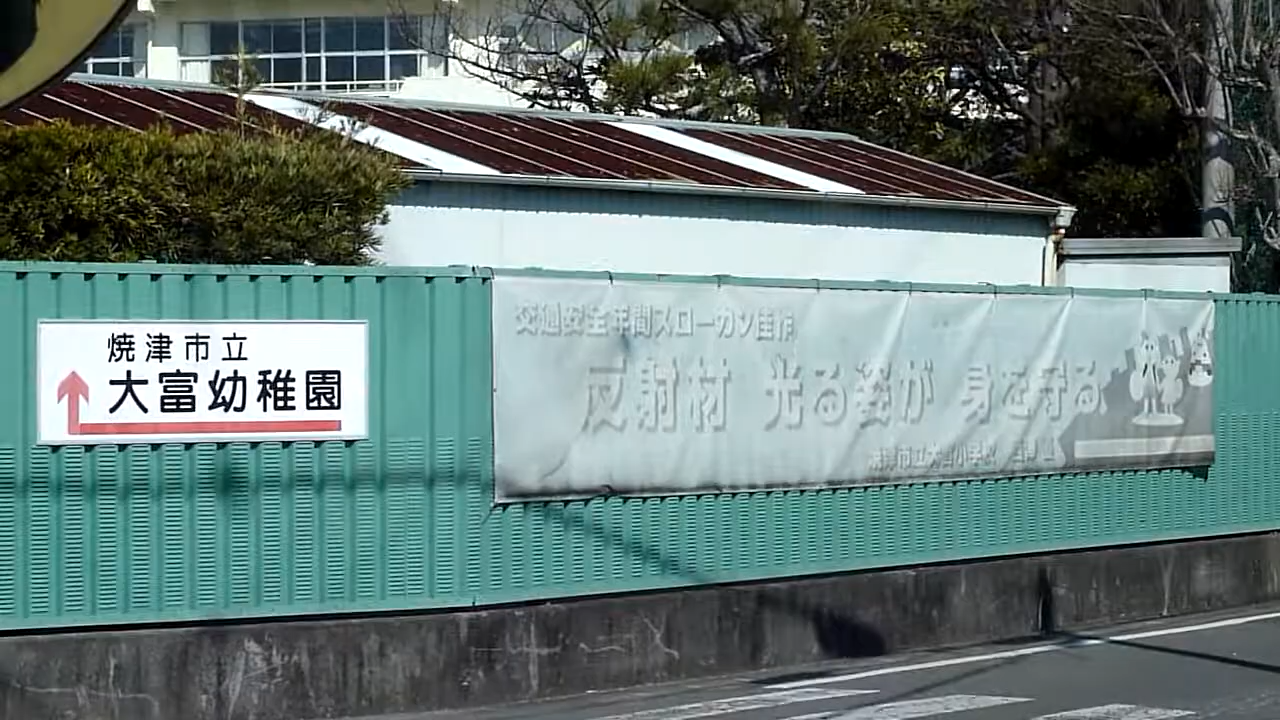 焼津市立
大富幼稚園
交通安全年間スローガン佳作
反射材 光る姿が 身を守る
焼津市立大富小学校